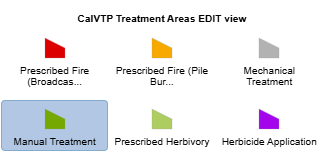 CalVTP Treatment Areas EDIT view
Prescribed Fire
(Broadcas...
Prescribed Fire (Pile
Bur...
Mechanical
Treatment
Manual Treatment
Prescribed Herbivory
Herbicide Application